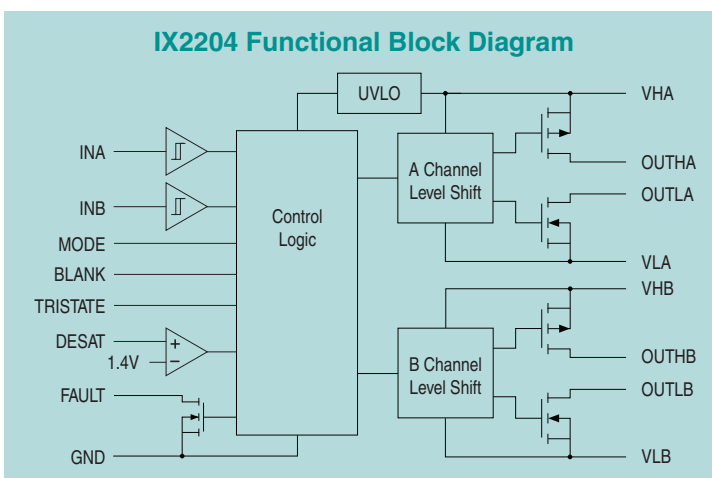 IX2204 Functional Block Diagram
UVLO
VHA
INA
A Channel
Level Shift
OUTHA
OUTLA
INB
Control
Logic
MODE
VLA
BLANK
VHB
TRISTATE
DESAT
+
1.4V
−
B Channel
Level Shift
OUTHB
FAULT
OUTLB
GND
VLB